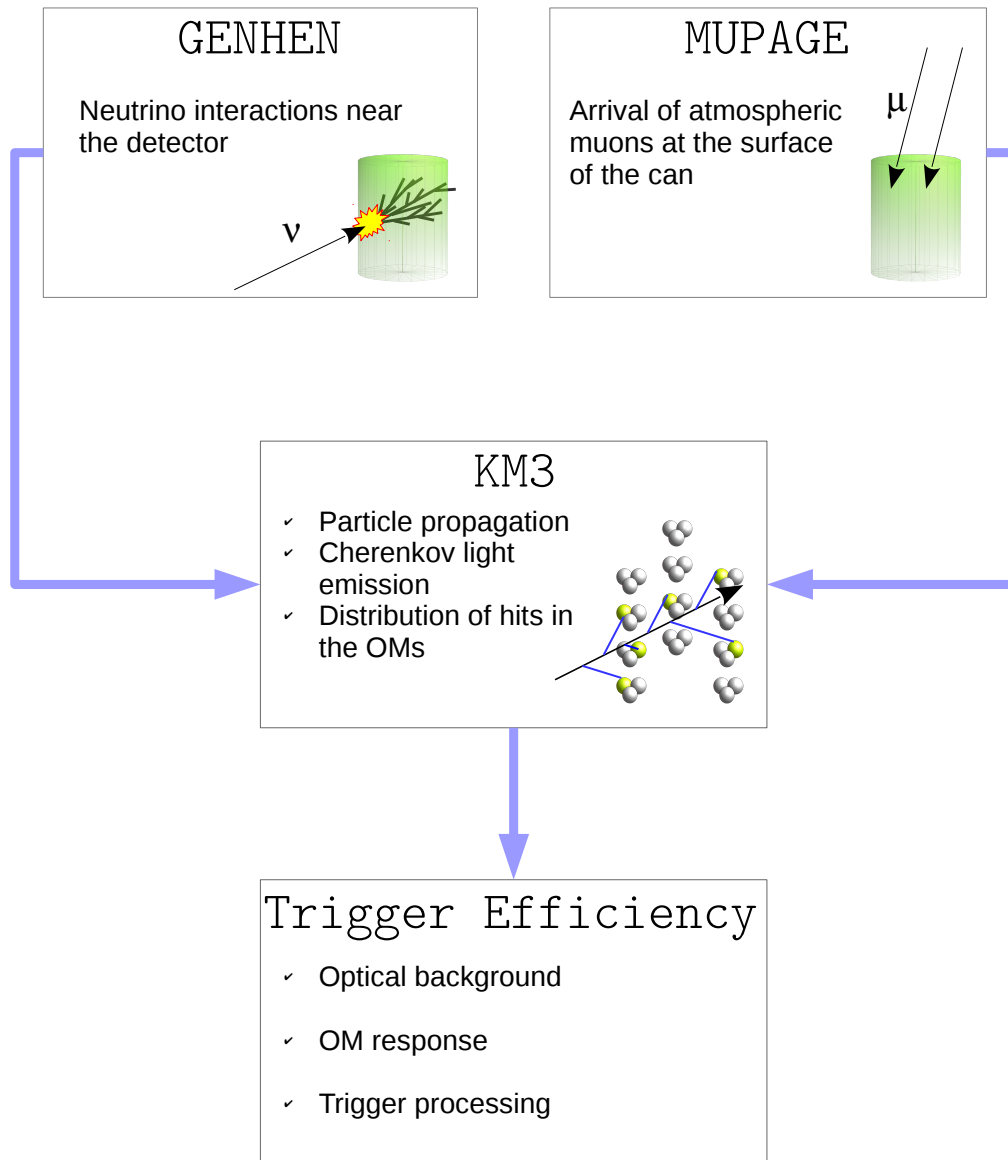 GENHEN
Neutrino interactions near
the detector
ν
MUPAGE
Arrival of atmospheric
muons at the surface
of the can
μ
KM3
✓ Particle propagation
✓ Cherenkov light
emission
✓ Distribution of hits in
the OMs
Trigger Efficiency
✓ Optical background
✓ OM response
✓ Trigger processing